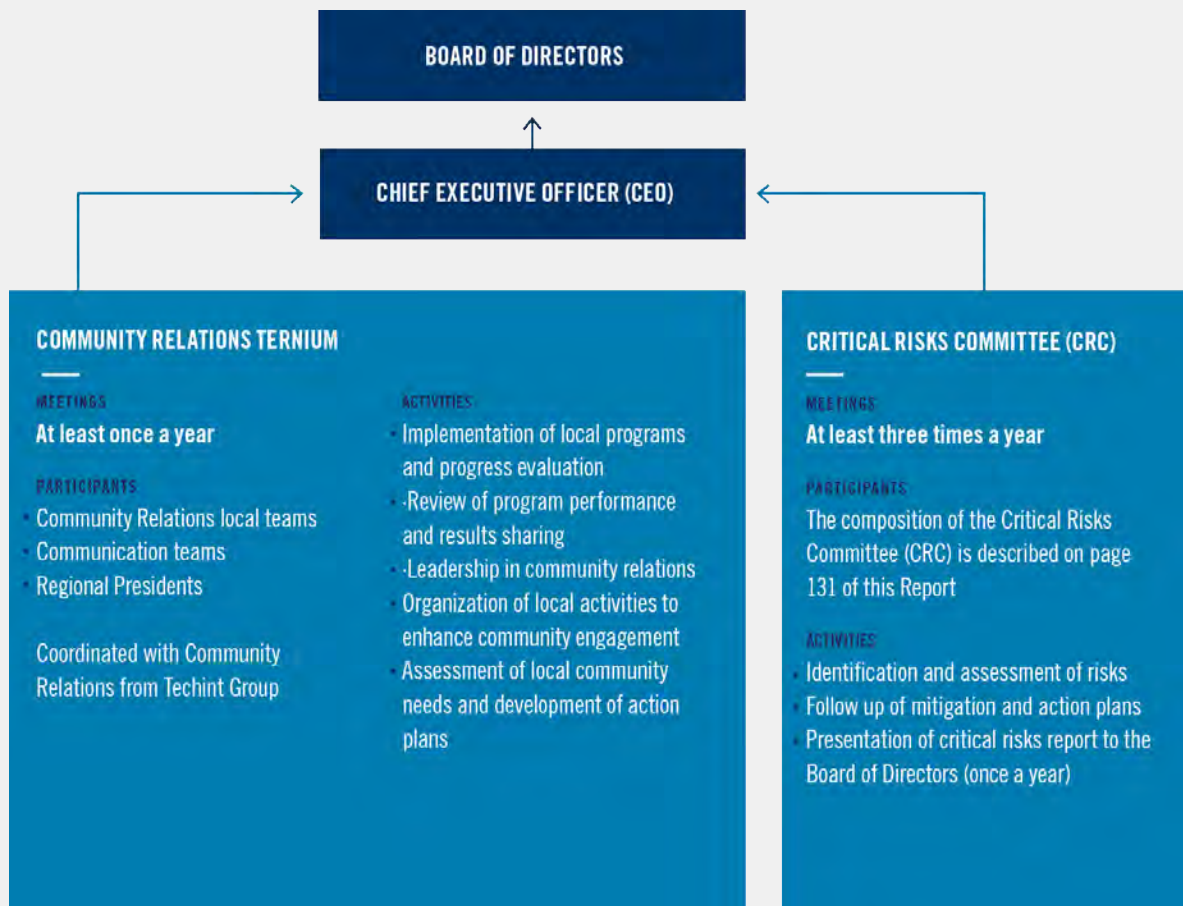 BOARD OF DIRECTORS
CHIEF EXECUTIVE OFFICER (CEO)
COMMUNITY RELATIONS TERNIUM
MEETINGS
At least once a year
PARTICIPANTS
• Community Relations local teams
• Communication teams
• Regional Presidents
Coordinated with Community
Relations from Techint Group
ACTIVITIES
• Implementation of local programs
and progress evaluation
• ·Review of program performance
and results sharing
• ·Leadership in community relations
• Organization of local activities to
enhance community engagement
• Assessment of local community
needs and development of action
plans
CRITICAL RISKS COMMITTEE (CRC)
MEETINGS
At least three times a year
PARTICIPANTS
The composition of the Critical Risks
Committee (CRC) is described on page
131 of this Report
ACTIVITIES
• Identification and assessment of risks
• Follow up of mitigation and action plans
• Presentation of critical risks report to the
Board of Directors (once a year)